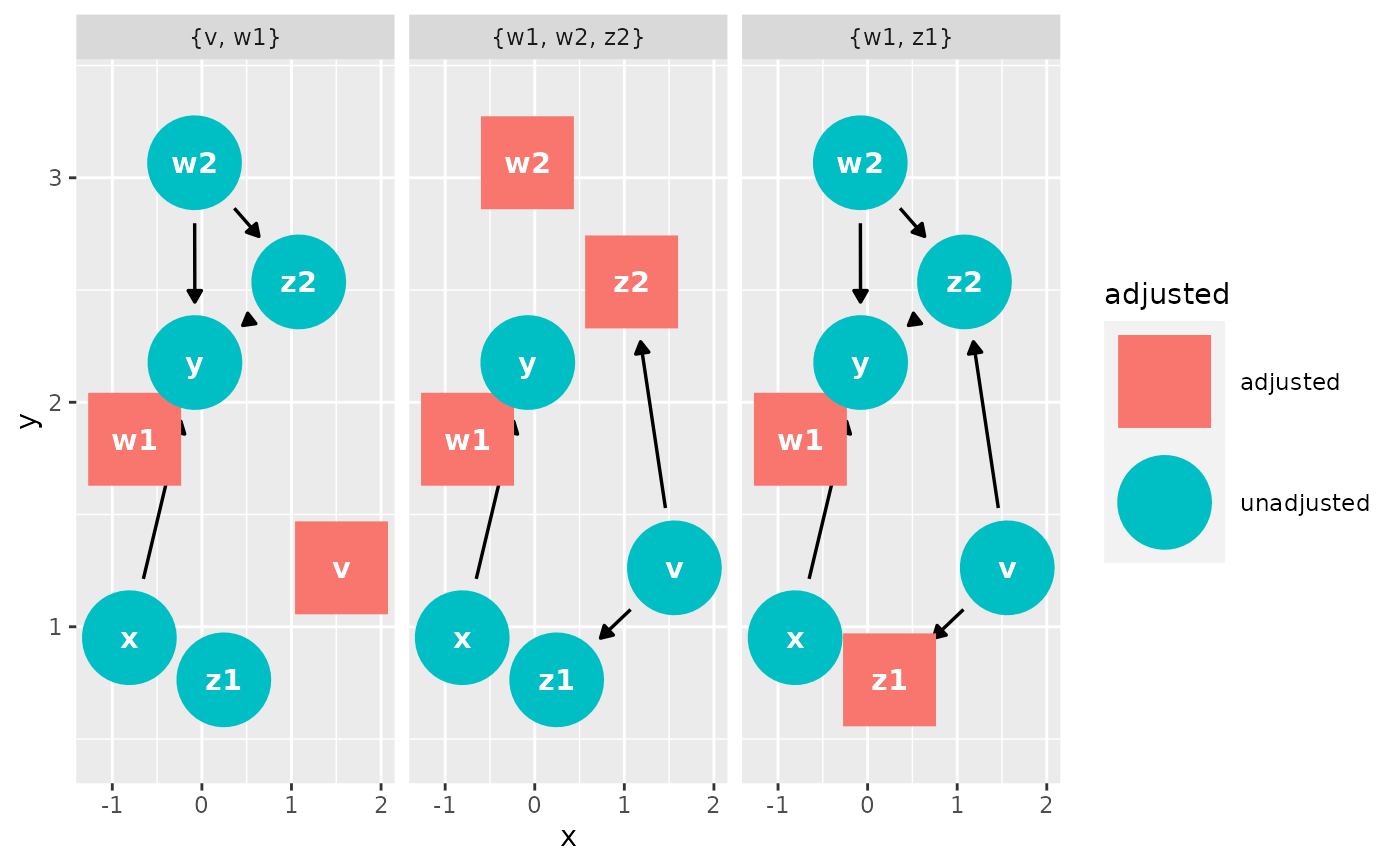 {v, w1}
{w1, w2, z2}
{w1, z1}
w2
z2
y
w1
v
x
z1
w2
z2
y
w1
v
x
z1
w2
z2
y
w1
v
x
z1
3
2
1
y
-1 0 1 2
-1 0 1 2
-1 0 1 2
x
adjusted
adjusted
unadjusted